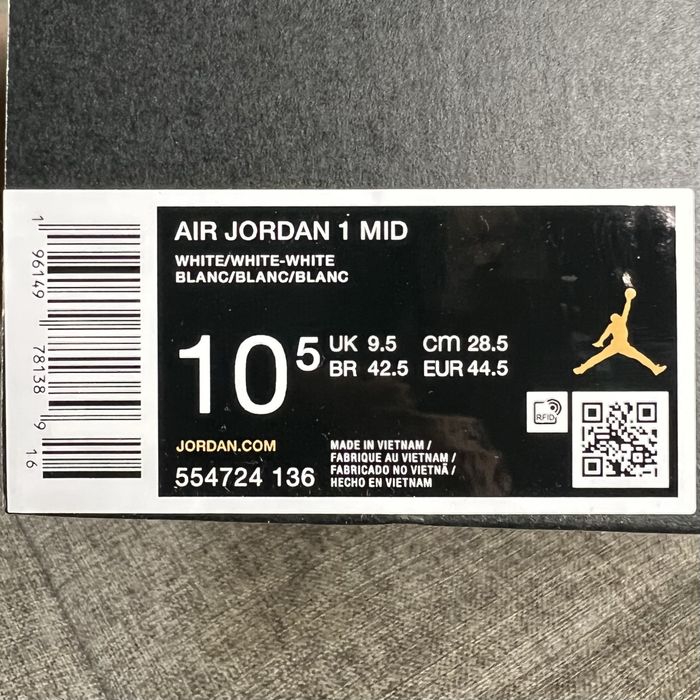 AIR JORDAN 1 MID
WHITE/WHITE-WHITE
BLANC/BLANC/BLANC
10⁵ UK 9.5 CM 28.5
BR 42.5 EUR 44.5
RFID
JORDAN.COM
554724 136
MADE IN VIETNAM /
FABRIQUE AU VIETNAM /
FABRICADO NO VIETNÃ /
HECHO EN VIETNAM
1 96149 78138 9 16